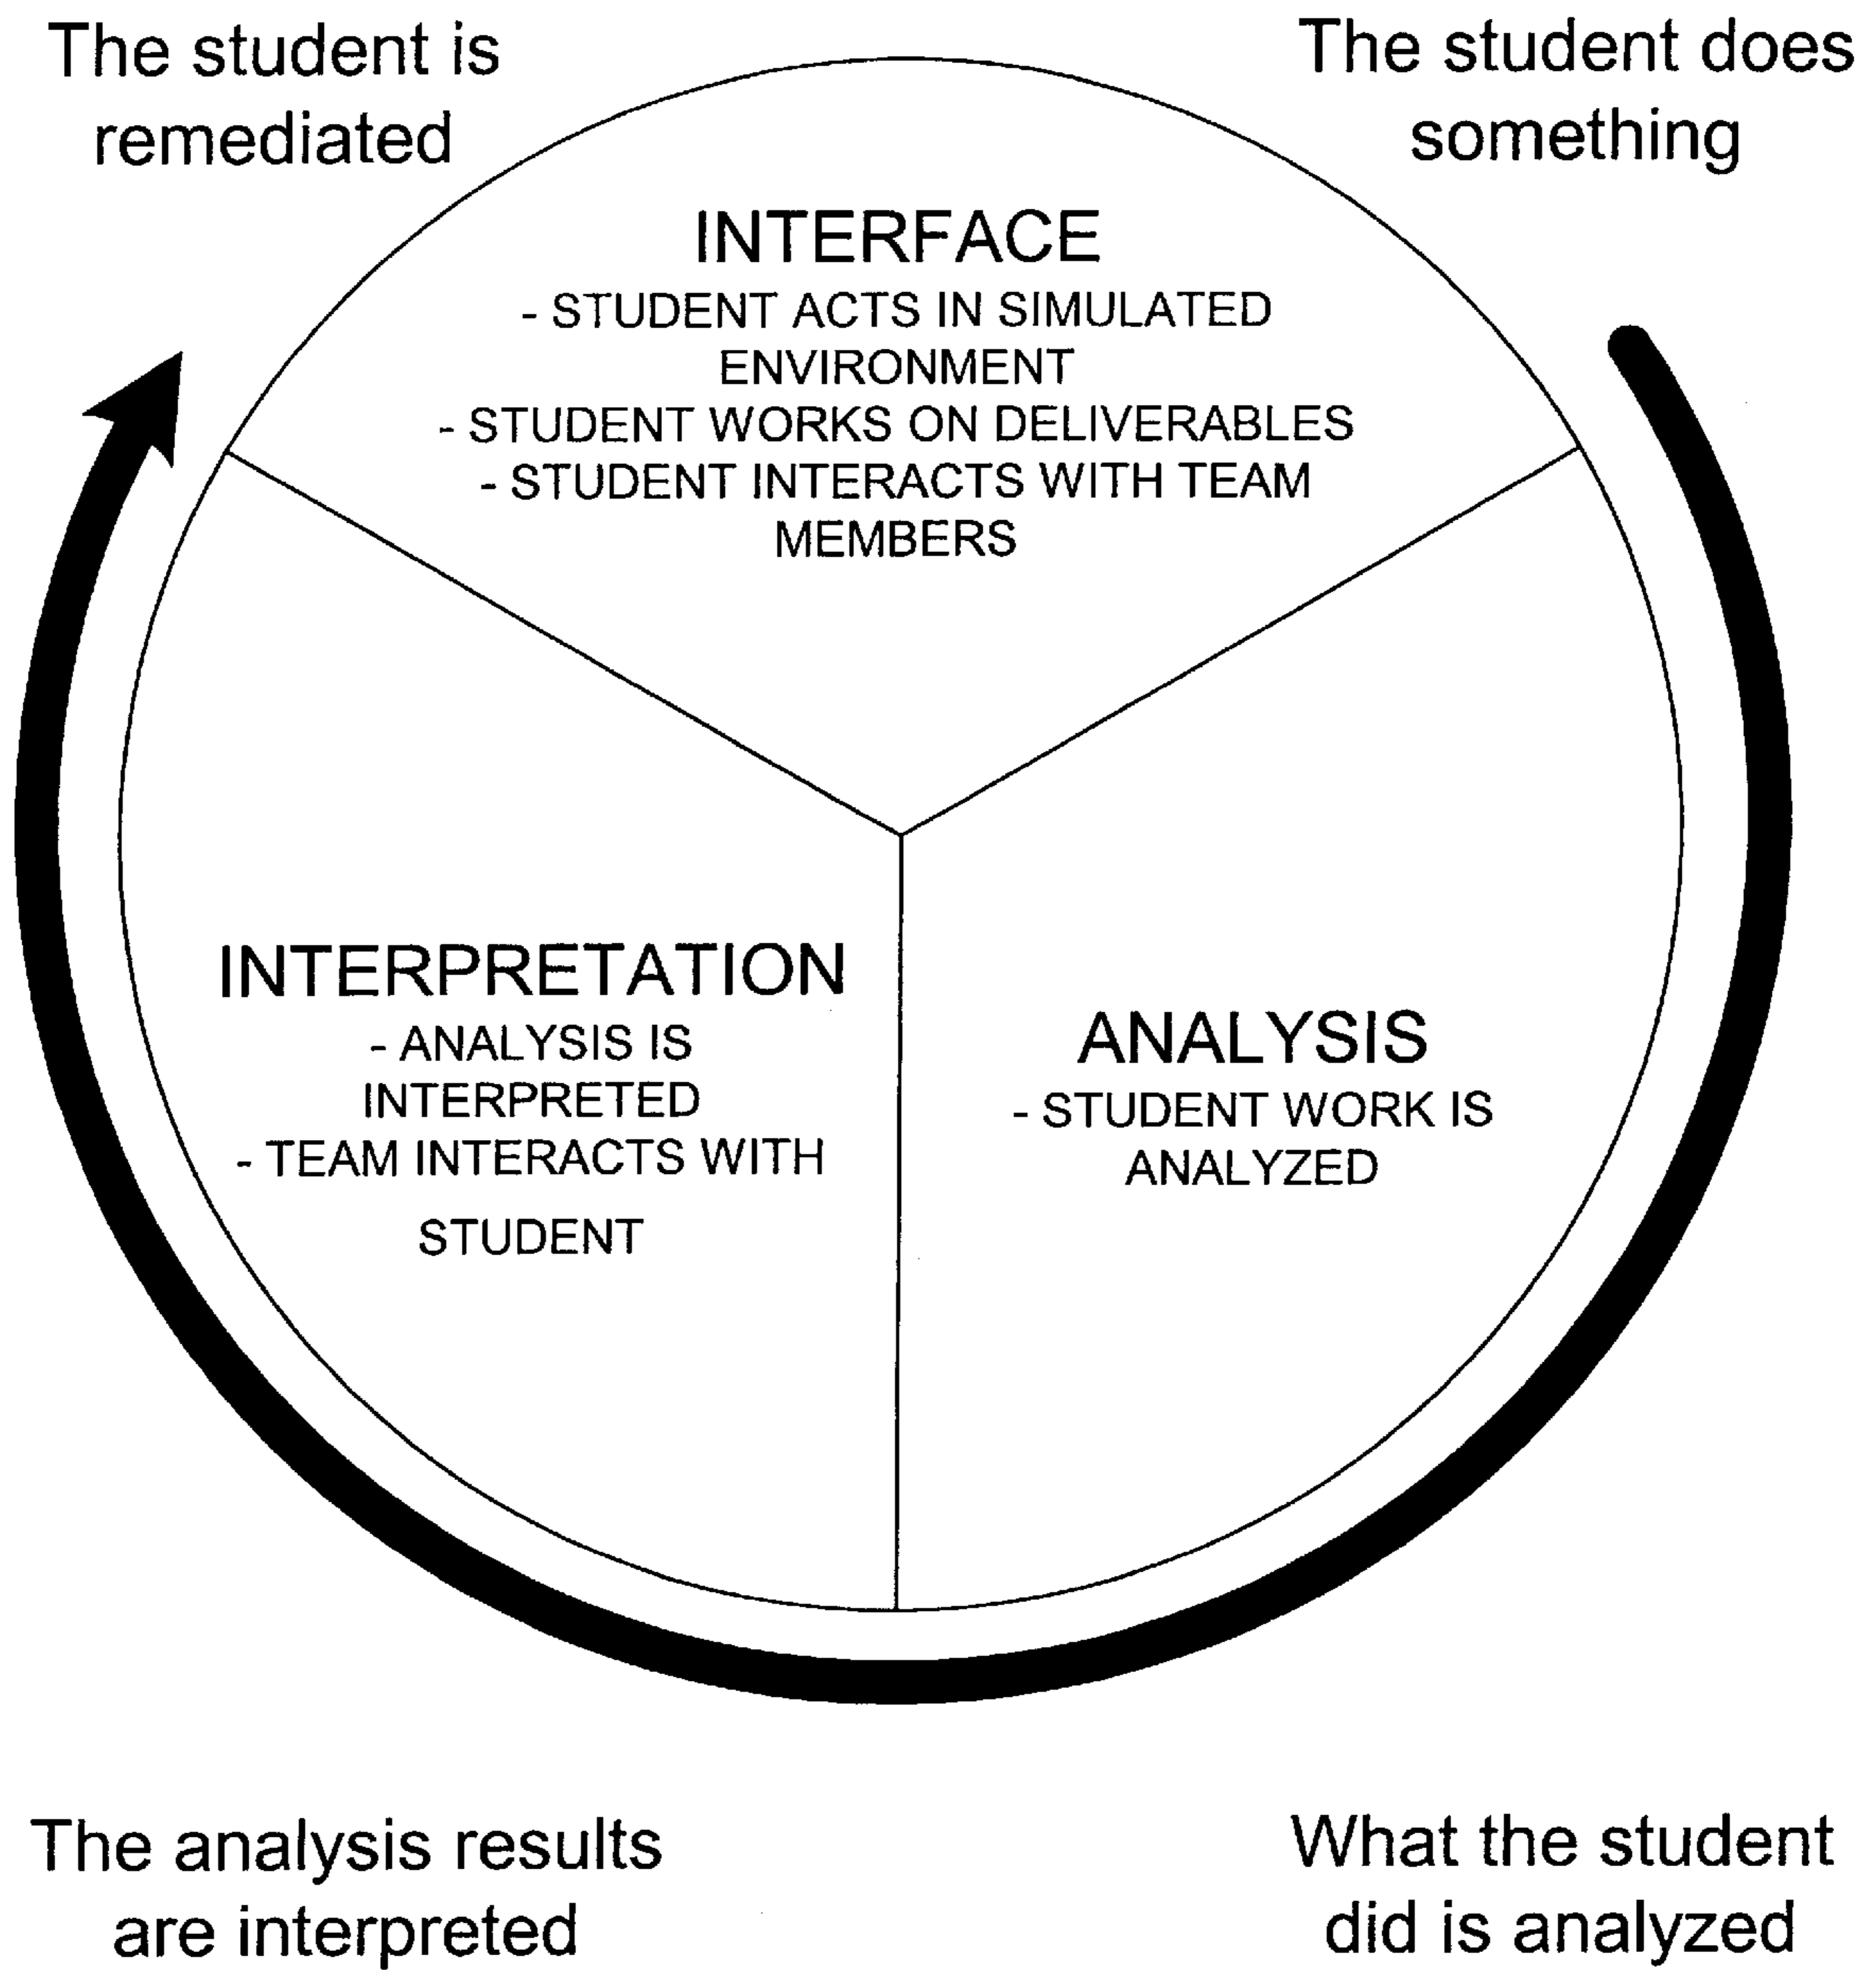 The student is
remediated
The student does
something
INTERFACE
- STUDENT ACTS IN SIMULATED
ENVIRONMENT
- STUDENT WORKS ON DELIVERABLES
- STUDENT INTERACTS WITH TEAM
MEMBERS
INTERPRETATION
- ANALYSIS IS
INTERPRETED
- TEAM INTERACTS WITH
STUDENT
ANALYSIS
- STUDENT WORK IS
ANALYZED
The analysis results
are interpreted
What the student
did is analyzed